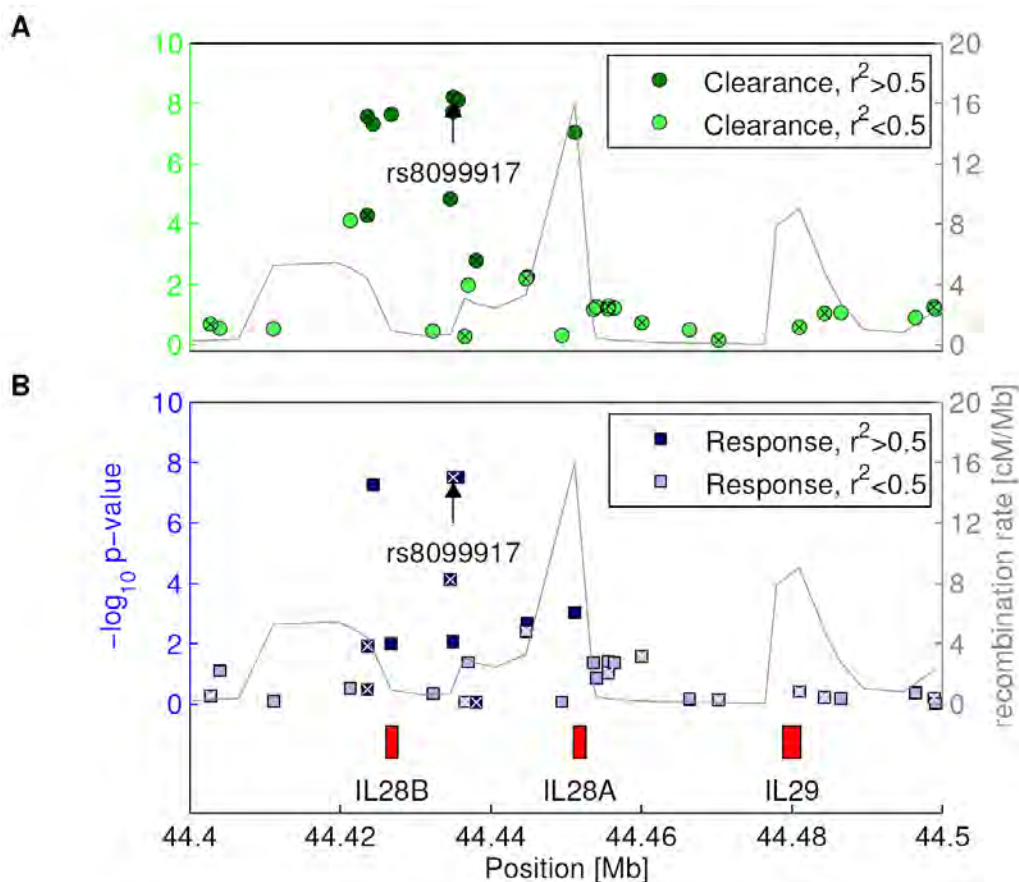 A
10
8
6
4
2
0
20
16
12
8
4
0
Clearance, r²>0.5
Clearance, r²<0.5
rs8099917
B
10
8
6
4
2
0
-log₁₀ p-value
20
16
12
8
4
0
recombination rate [cM/Mb]
Response, r²>0.5
Response, r²<0.5
rs8099917
IL28B
IL28A
IL29
44.4
44.42
44.44
44.46
44.48
44.5
Position [Mb]